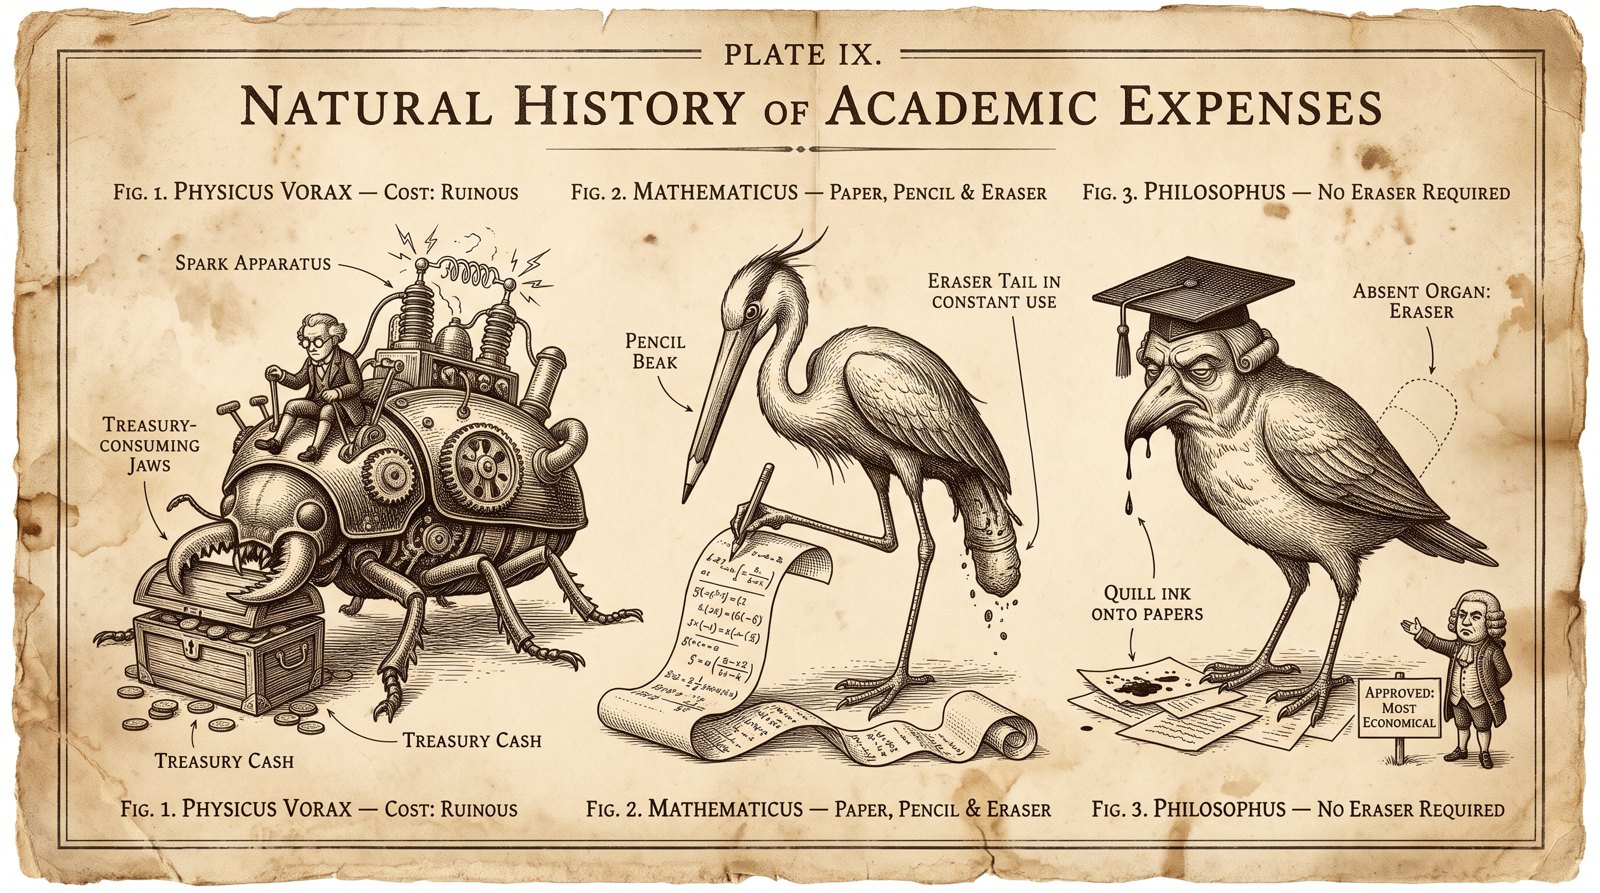 PLATE IX.
NATURAL HISTORY OF ACADEMIC EXPENSES
FIG. 1. PHYSICUS VORAX — COST: RUINOUS
FIG. 2. MATHEMATICUS — PAPER, PENCIL & ERASER
FIG. 3. PHILOSOPHUS — NO ERASER REQUIRED
SPARK APPARATUS
TREASURY-
CONSUMING
JAWS
TREASURY CASH
TREASURY CASH
PENCIL
BEAK
ERASER TAIL IN
CONSTANT USE
ABSENT ORGAN:
ERASER
QUILL INK
ONTO PAPERS
APPROVED:
MOST
ECONOMICAL
FIG. 1. PHYSICUS VORAX — COST: RUINOUS
FIG. 2. MATHEMATICUS — PAPER, PENCIL & ERASER
FIG. 3. PHILOSOPHUS — NO ERASER REQUIRED